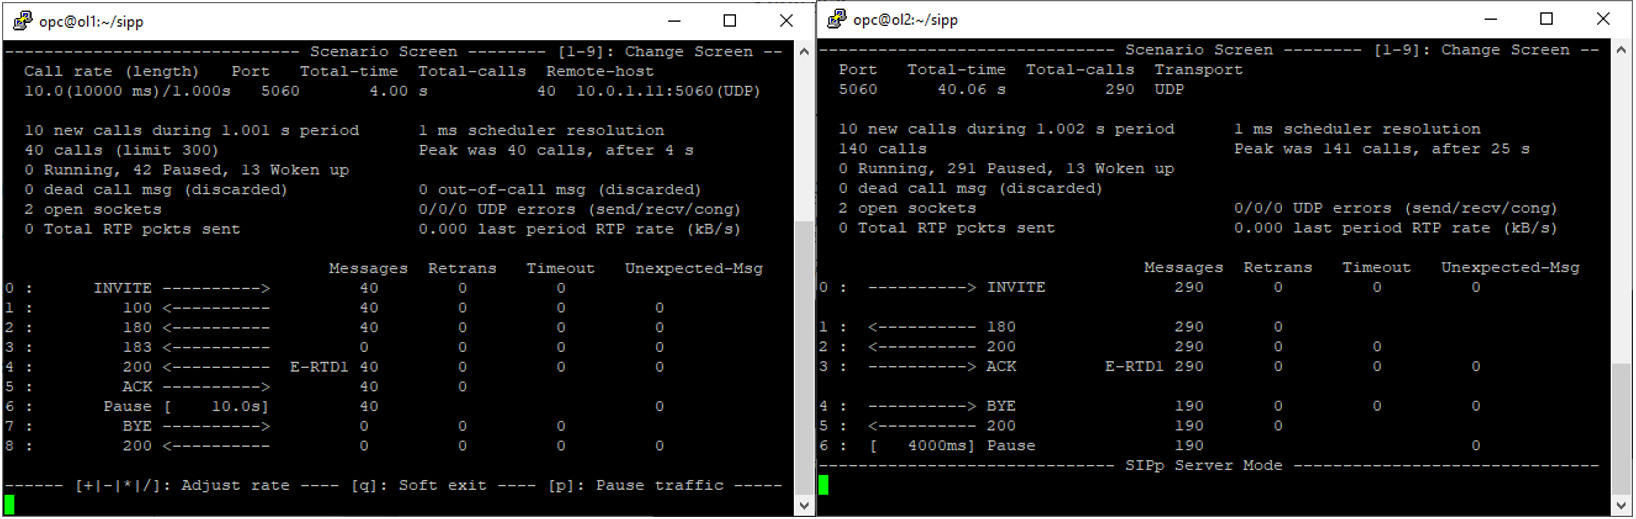 opc@ol1:~/sipp
------------------------------ Scenario Screen -------- [1-9]: Change Screen --
  Call rate (length)   Port   Total-time  Total-calls  Remote-host
  10.0(10000 ms)/1.000s   5060       4.00 s           40  10.0.1.11:5060(UDP)
  10 new calls during 1.001 s period      1 ms scheduler resolution
  40 calls (limit 300)                    Peak was 40 calls, after 4 s
  0 Running, 42 Paused, 13 Woken up
  0 dead call msg (discarded)             0 out-of-call msg (discarded)
  2 open sockets                          0/0/0 UDP errors (send/recv/cong)
  0 Total RTP pckts sent                  0.000 last period RTP rate (kB/s)
                                 Messages  Retrans   Timeout   Unexpected-Msg
0 :      INVITE ---------->         40        0         0
1 :         100 <----------         40        0         0         0
2 :         180 <----------         40        0         0         0
3 :         183 <----------         0         0         0         0
4 :         200 <----------  E-RTD1 40        0         0         0
5 :         ACK ---------->         40        0
6 :       Pause [    10.0s]         40                            0
7 :         BYE ---------->         0         0         0
8 :         200 <----------         0         0         0         0
------ [+|-|*|/]: Adjust rate ---- [q]: Soft exit ---- [p]: Pause traffic -----
opc@ol2:~/sipp
------------------------------ Scenario Screen -------- [1-9]: Change Screen --
  Port   Total-time  Total-calls  Transport
  5060      40.06 s          290  UDP
  10 new calls during 1.002 s period      1 ms scheduler resolution
  140 calls                               Peak was 141 calls, after 25 s
  0 Running, 291 Paused, 13 Woken up
  0 dead call msg (discarded)
  2 open sockets                          0/0/0 UDP errors (send/recv/cong)
  0 Total RTP pckts sent                  0.000 last period RTP rate (kB/s)
                                 Messages  Retrans   Timeout   Unexpected-Msg
0 :  ----------> INVITE             290       0         0         0
1 :  <---------- 180                290       0
2 :  <---------- 200                290       0         0
3 :  ----------> ACK         E-RTD1 290       0         0         0
4 :  ----------> BYE                190       0         0         0
5 :  <---------- 200                190       0
6 :  [   4000ms] Pause              190                           0
------------------------------ SIPp Server Mode -------------------------------